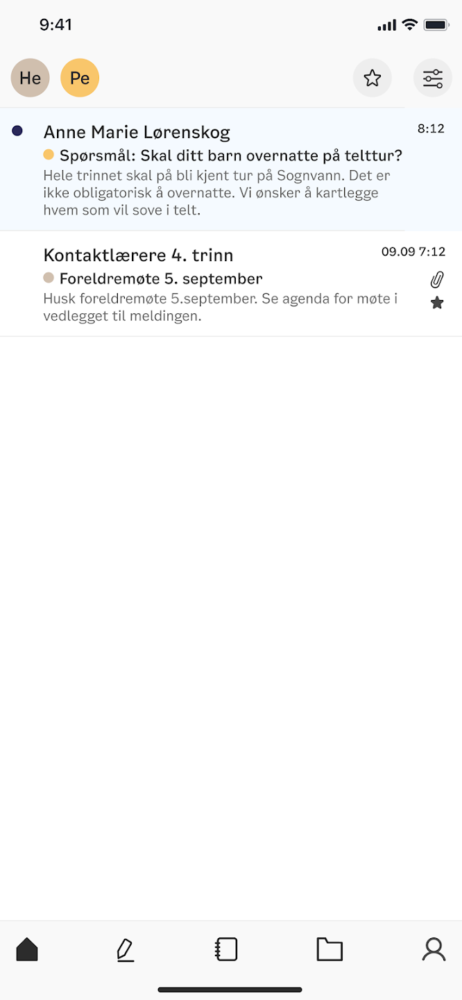 9:41
He Pe
Anne Marie Lørenskog 8:12
Spørsmål: Skal ditt barn overnatte på telttur?
Hele trinnet skal på bli kjent tur på Sognvann. Det er
ikke obligatorisk å overnatte. Vi ønsker å kartlegge
hvem som vil sove i telt.
Kontaktlærere 4. trinn 09.09 7:12
Foreldremøte 5. september
Husk foreldremøte 5.september. Se agenda for møte i
vedlegget til meldingen.